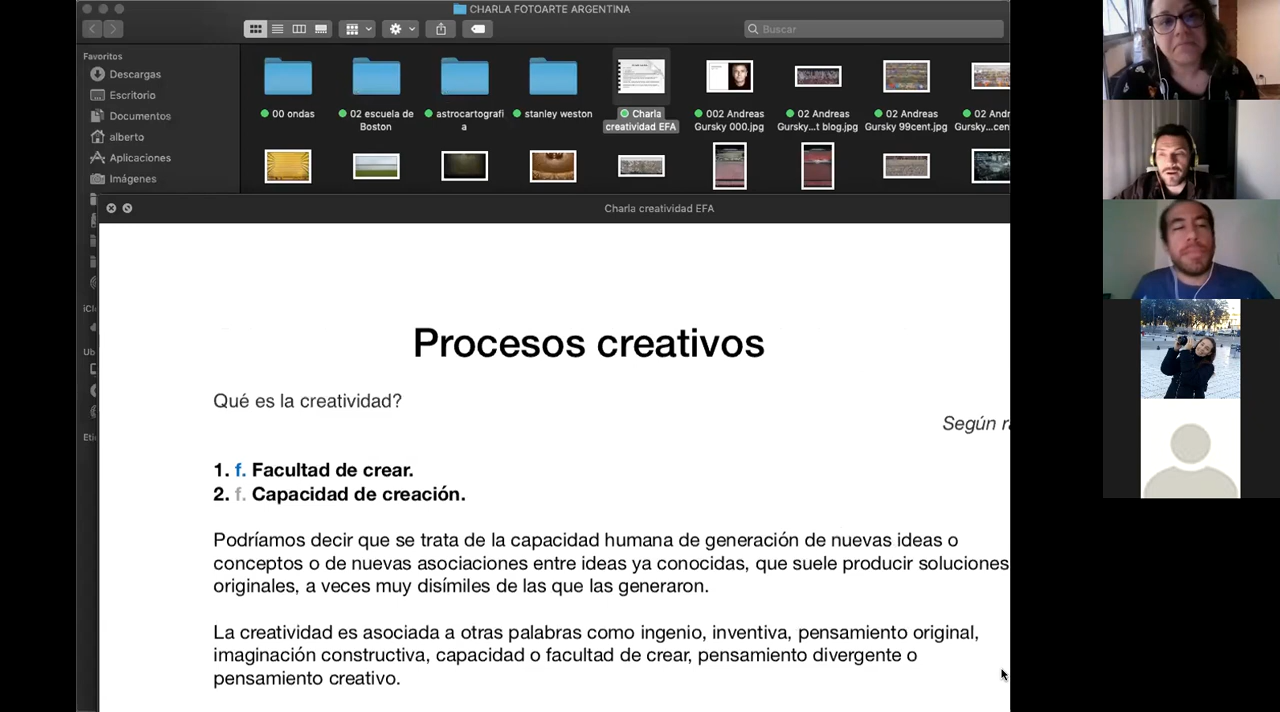 CHARLA FOTOARTE ARGENTINA
Buscar
Favoritos
Descargas
Escritorio
Documentos
alberto
Aplicaciones
Imágenes
iCl
Ub
Eti
00 ondas
02 escuela de
Boston
astrocartografi
a
stanley weston
Charla
creatividad EFA
002 Andreas
Gursky 000.jpg
02 Andreas
Gursky...t blog.jpg
02 Andreas
Gursky 99cent.jpg
02 Andreas
Gursky...cen
Charla creatividad EFA
Procesos creativos
Qué es la creatividad?
Según r
1. f. Facultad de crear.
2. f. Capacidad de creación.
Podríamos decir que se trata de la capacidad humana de generación de nuevas ideas o
conceptos o de nuevas asociaciones entre ideas ya conocidas, que suele producir soluciones
originales, a veces muy disímiles de las que las generaron.
La creatividad es asociada a otras palabras como ingenio, inventiva, pensamiento original,
imaginación constructiva, capacidad o facultad de crear, pensamiento divergente o
pensamiento creativo.